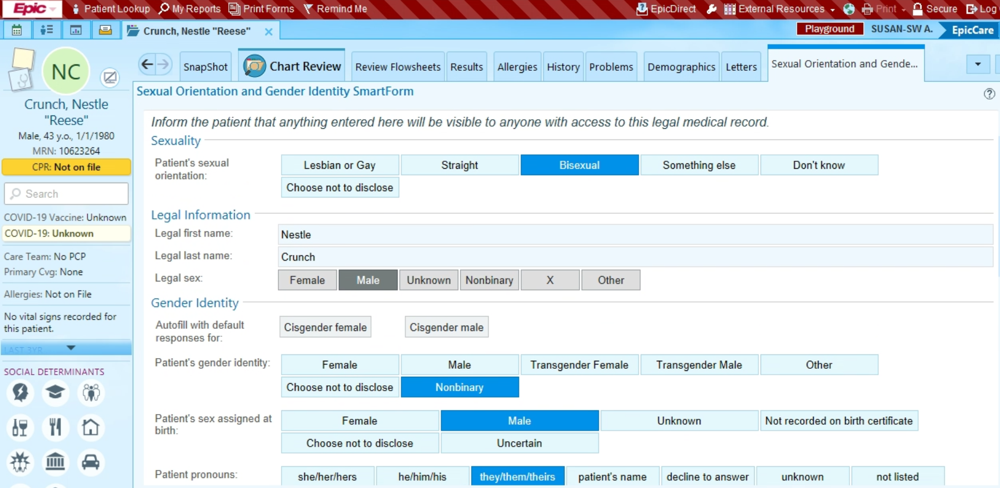 Epic Patient Lookup My Reports Print Forms Remind Me EpicDirect External Resources Print Secure Log
Crunch, Nestle "Reese" Playground SUSAN-SW A. EpicCare
NC
SnapShot Chart Review Review Flowsheets Results Allergies History Problems Demographics Letters Sexual Orientation and Gende...
Sexual Orientation and Gender Identity SmartForm
Crunch, Nestle
"Reese"
Male, 43 y.o., 1/1/1980
MRN: 10623264
CPR: Not on file
Search
COVID-19 Vaccine: Unknown
COVID-19: Unknown
Care Team: No PCP
Primary Cvg: None
Allergies: Not on File
No vital signs recorded for
this patient.
LAST 3YR
SOCIAL DETERMINANTS
Inform the patient that anything entered here will be visible to anyone with access to this legal medical record.
Sexuality
Patient's sexual
orientation:
Lesbian or Gay Straight Bisexual Something else Don't know
Choose not to disclose
Legal Information
Legal first name: Nestle
Legal last name: Crunch
Legal sex: Female Male Unknown Nonbinary X Other
Gender Identity
Autofill with default
responses for:
Cisgender female Cisgender male
Patient's gender identity: Female Male Transgender Female Transgender Male Other
Choose not to disclose Nonbinary
Patient's sex assigned at
birth:
Female Male Unknown Not recorded on birth certificate
Choose not to disclose Uncertain
Patient pronouns: she/her/hers he/him/his they/them/theirs patient's name decline to answer unknown not listed